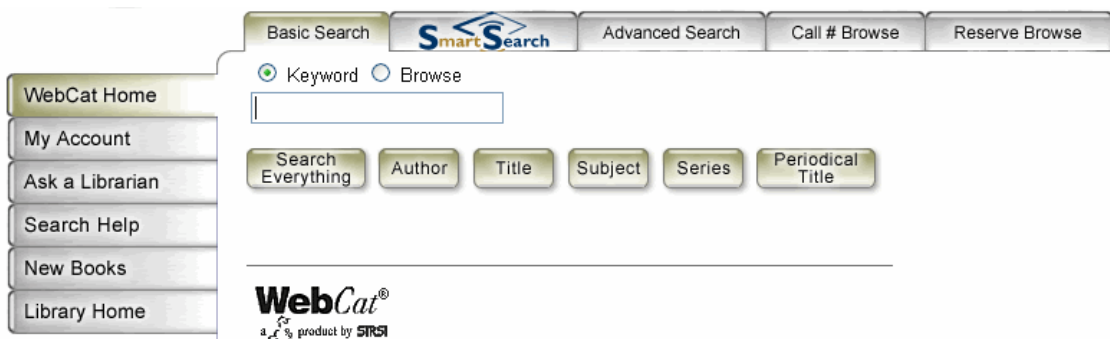 Basic Search
SmartSearch
Advanced Search
Call # Browse
Reserve Browse
WebCat Home
My Account
Ask a Librarian
Search Help
New Books
Library Home
Keyword
Browse
Search
Everything
Author
Title
Subject
Series
Periodical
Title
WebCat®
a product by SIRSI